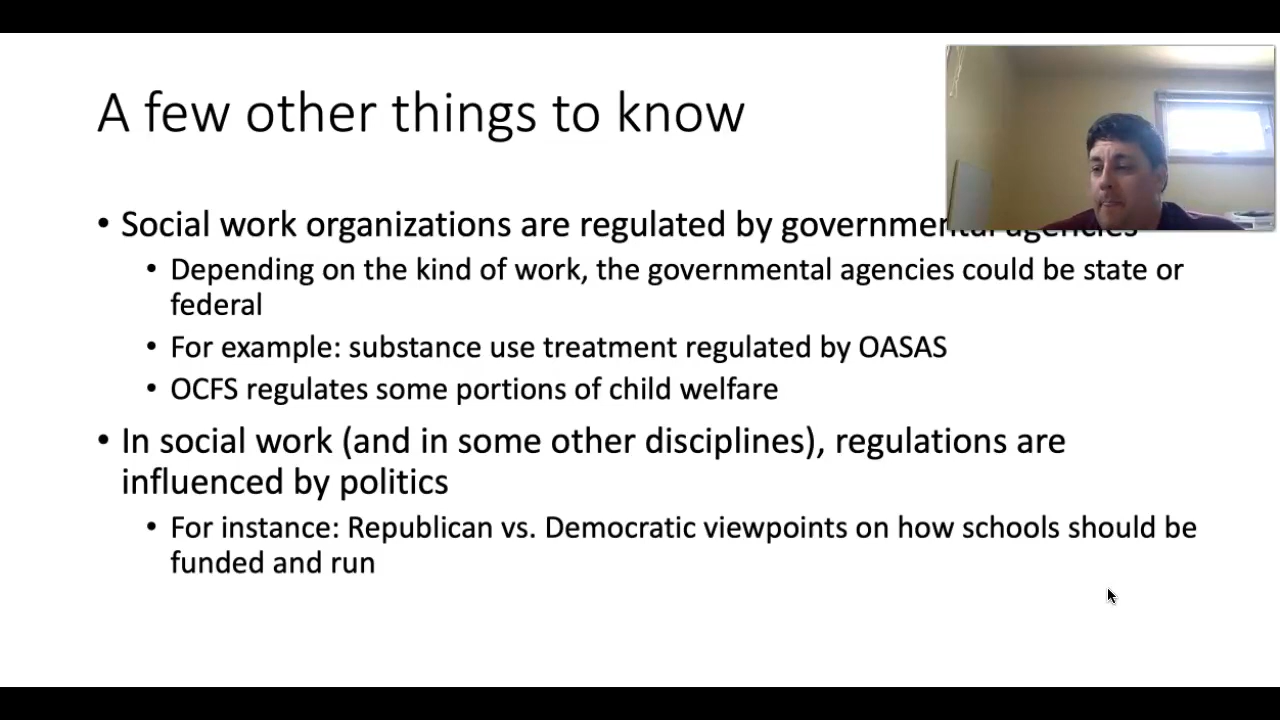 A few other things to know
• Social work organizations are regulated by governmental agencies
• Depending on the kind of work, the governmental agencies could be state or
federal
• For example: substance use treatment regulated by OASAS
• OCFS regulates some portions of child welfare
• In social work (and in some other disciplines), regulations are
influenced by politics
• For instance: Republican vs. Democratic viewpoints on how schools should be
funded and run